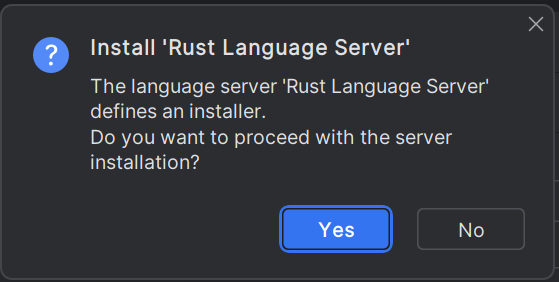 Install 'Rust Language Server'
The language server 'Rust Language Server'
defines an installer.
Do you want to proceed with the server
installation?
Yes No